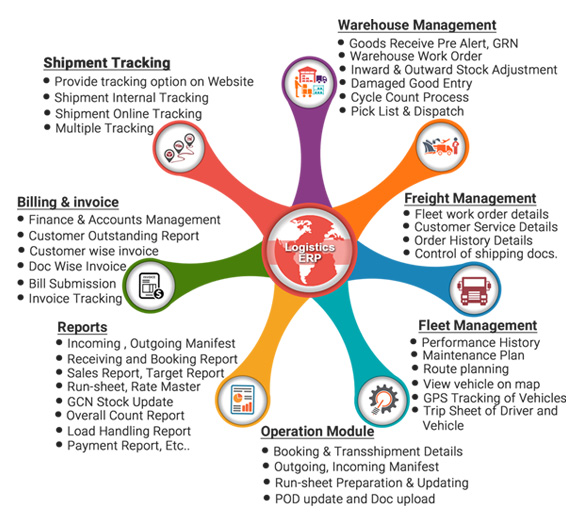 Warehouse Management
Goods Receive Pre Alert, GRN
Warehouse Work Order
Inward & Outward Stock Adjustment
Damaged Good Entry
Cycle Count Process
Pick List & Dispatch
Shipment Tracking
Provide tracking option on Website
Shipment Internal Tracking
Shipment Online Tracking
Multiple Tracking
Freight Management
Fleet work order details
Customer Service Details
Order History Details
Control of shipping docs.
Billing & invoice
Finance & Accounts Management
Customer Outstanding Report
Customer wise invoice
Doc Wise Invoice
Bill Submission
Invoice Tracking
Logistics
ERP
Fleet Management
Performance History
Maintenance Plan
Route planning
View vehicle on map
GPS Tracking of Vehicles
Trip Sheet of Driver and
Vehicle
Reports
Incoming , Outgoing Manifest
Receiving and Booking Report
Sales Report, Target Report
Run-sheet, Rate Master
GCN Stock Update
Overall Count Report
Load Handling Report
Payment Report, Etc..
Operation Module
Booking & Transshipment Details
Outgoing, Incoming Manifest
Run-sheet Preparation & Updating
POD update and Doc upload